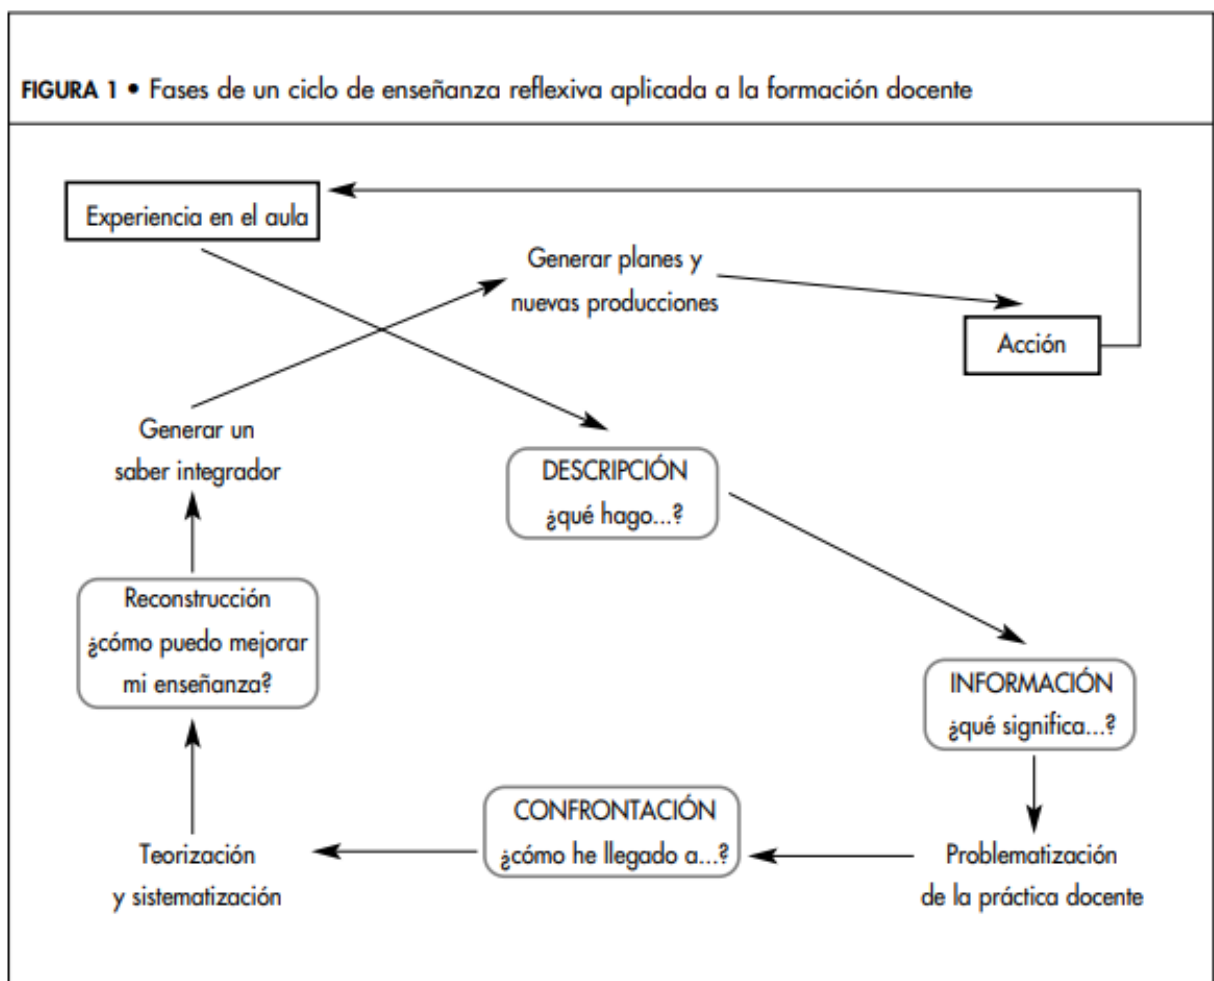 FIGURA 1 • Fases de un ciclo de enseñanza reflexiva aplicada a la formación docente
Experiencia en el aula
Generar planes y
nuevas producciones
Acción
Generar un
saber integrador
DESCRIPCIÓN
¿qué hago...?
Reconstrucción
¿cómo puedo mejorar
mi enseñanza?
INFORMACIÓN
¿qué significa...?
CONFRONTACIÓN
¿cómo he llegado a...?
Teorización
y sistematización
Problematización
de la práctica docente